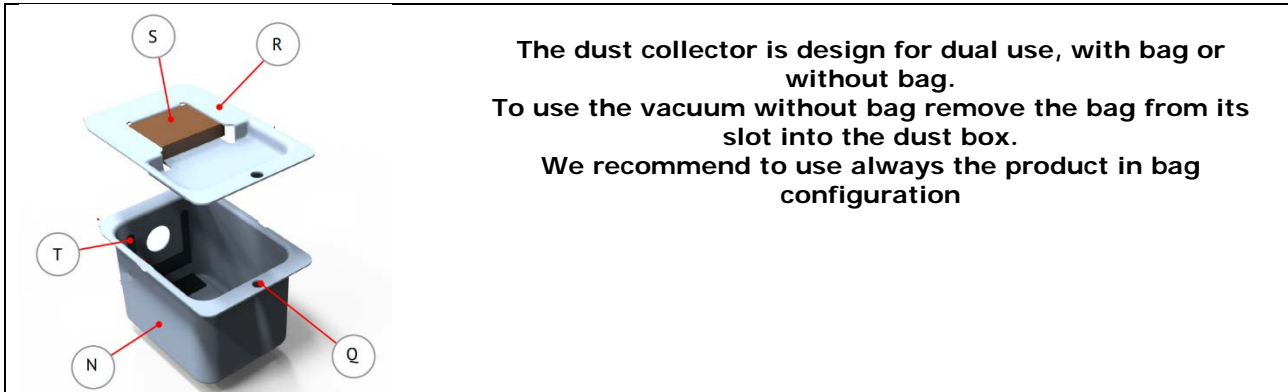 S
R
The dust collector is design for dual use, with bag or
without bag.
To use the vacuum without bag remove the bag from its
slot into the dust box.
We recommend to use always the product in bag
configuration
T
N
Q